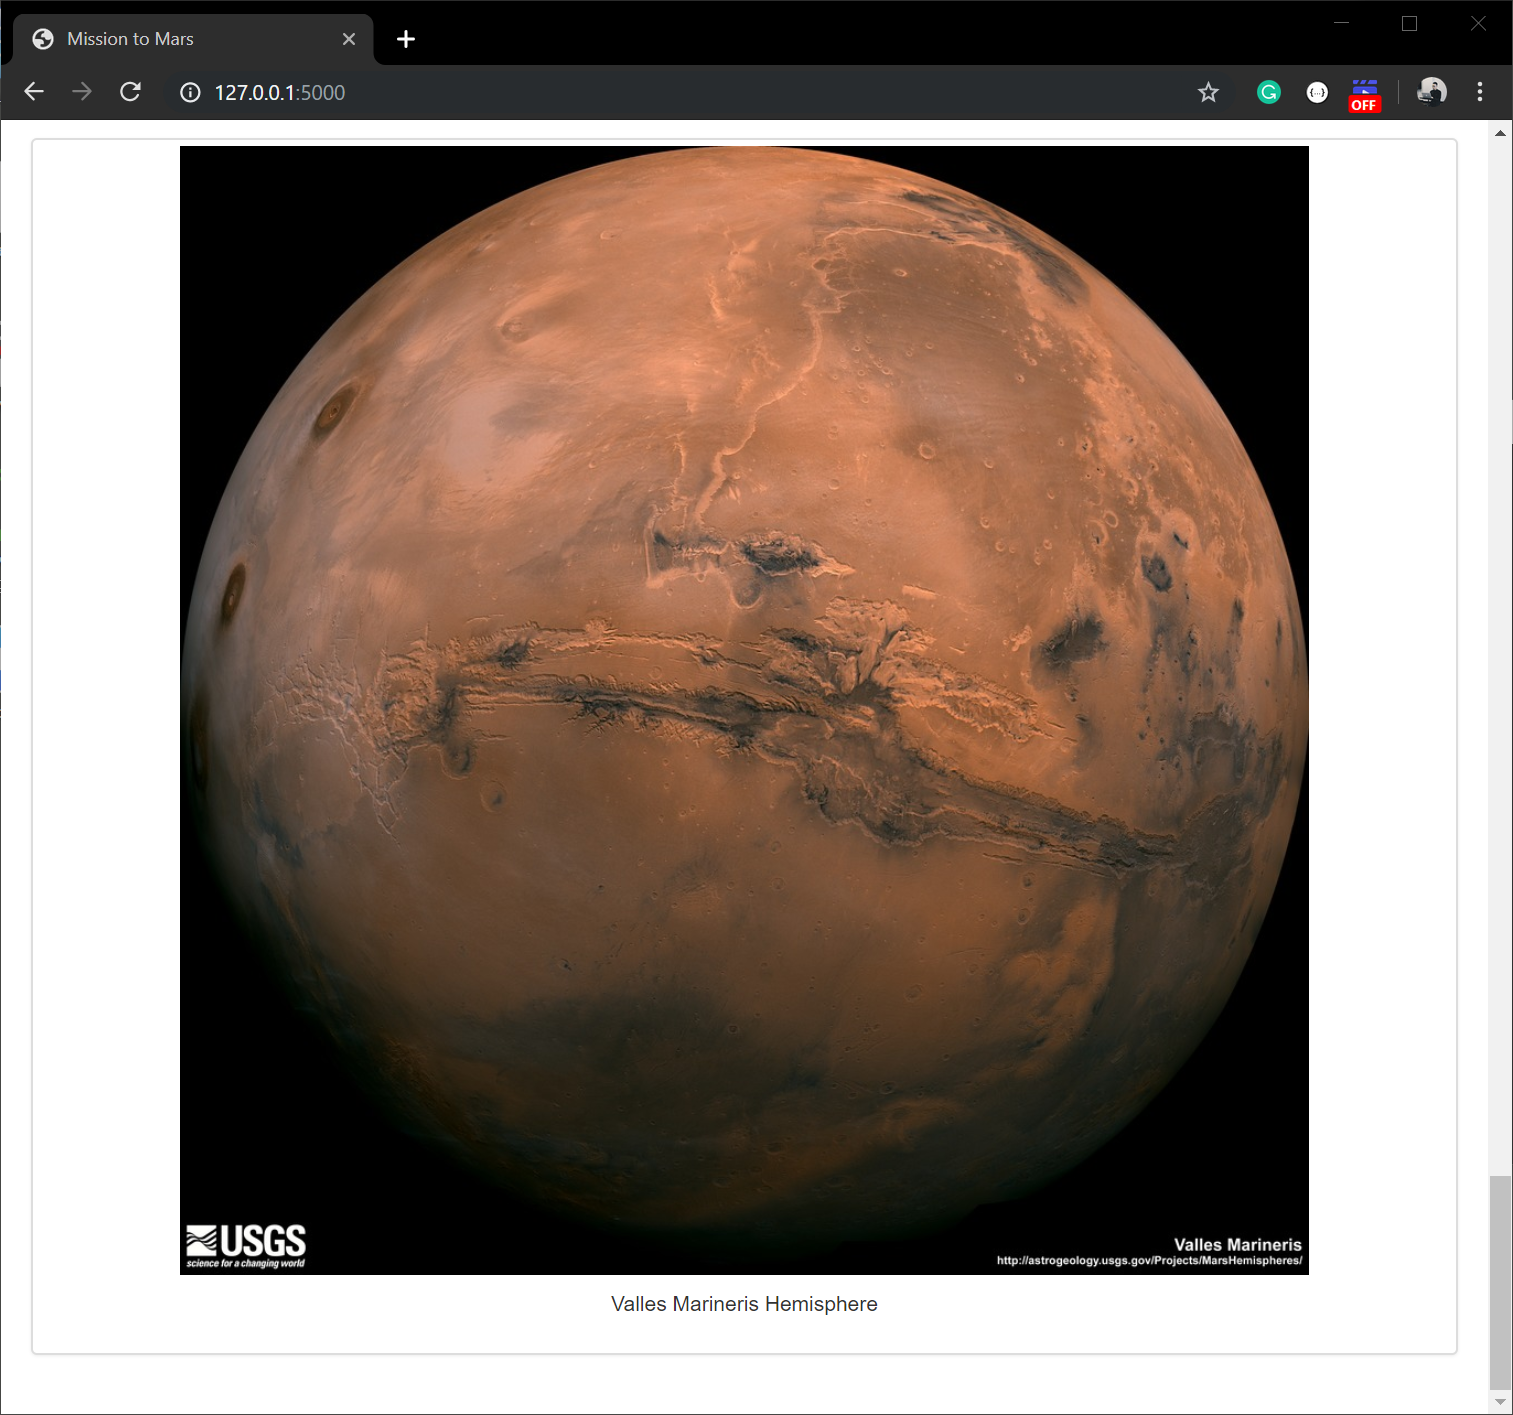 Mission to Mars
127.0.0.1:5000
OFF
USGS
science for a changing world
Valles Marineris
http://astrogeology.usgs.gov/Projects/MarsHemispheres/
Valles Marineris Hemisphere